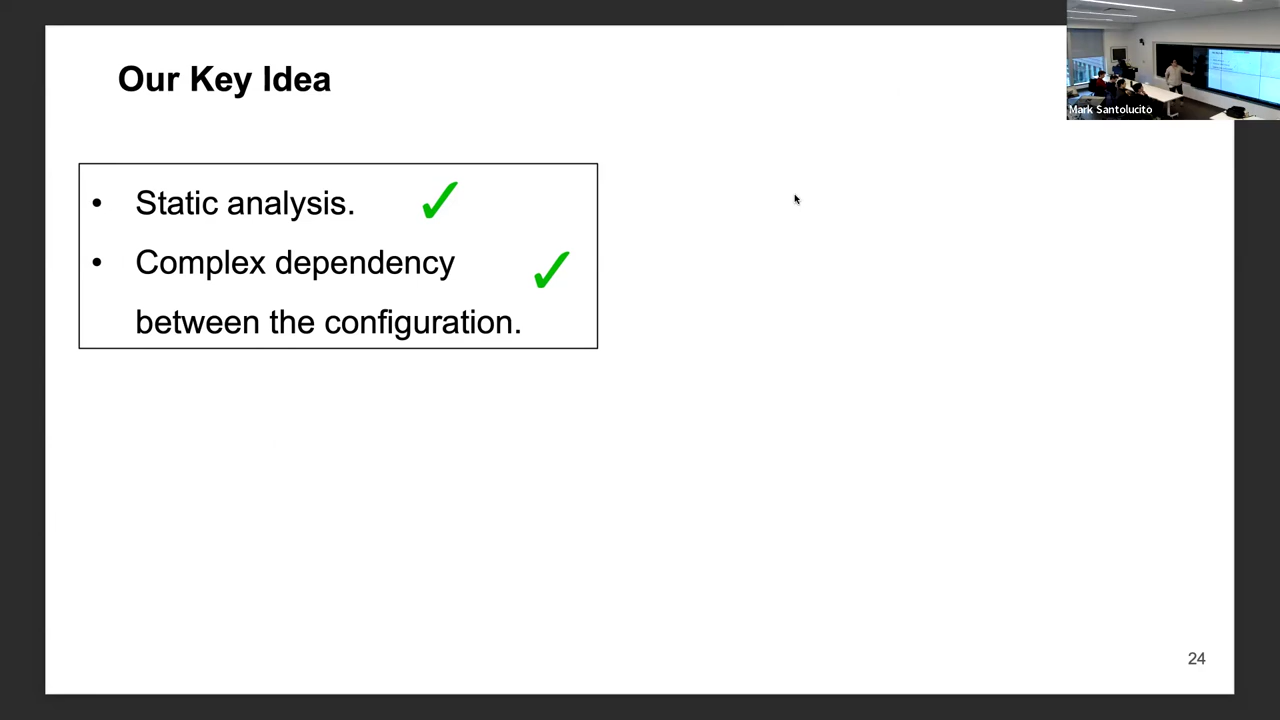 Our Key Idea
Mark Santolucito
• Static analysis. ✓
• Complex dependency ✓
between the configuration.
24